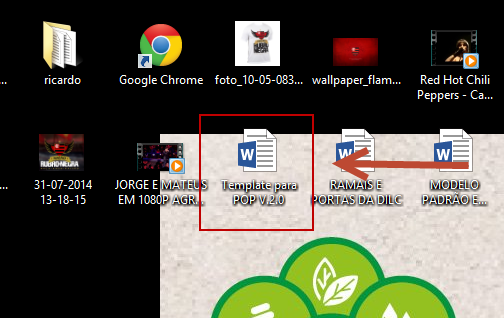 ricardo
Google Chrome
foto_10-05-083...
wallpaper_flam...
Red Hot Chili
Peppers - Ca...
31-07-2014
13-18-15
JORGE E MATEUS
EM 1080P AGR...
Template para
POP V.2.0
RAMAIS E
PORTAS DA DILC
MODELO
PADRÃO E...